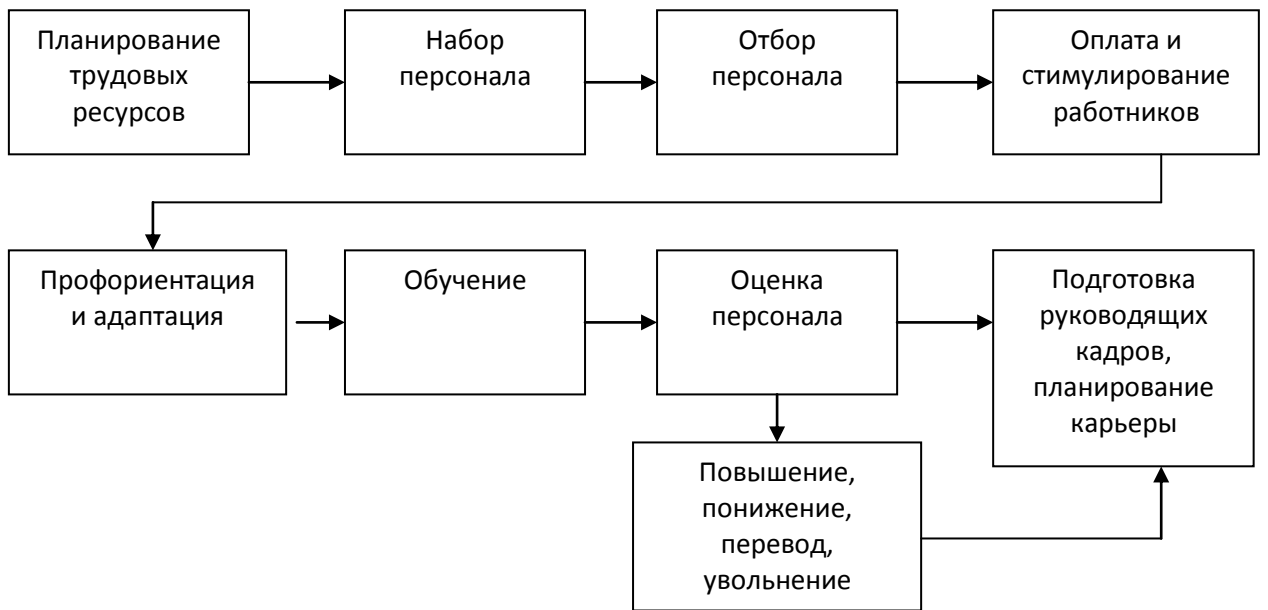 Планирование
трудовых
ресурсов
Набор
персонала
Отбор
персонала
Оплата и
стимулирование
работников
Профориентация
и адаптация
Обучение
Оценка
персонала
Подготовка
руководящих
кадров,
планирование
карьеры
Повышение,
понижение,
перевод,
увольнение